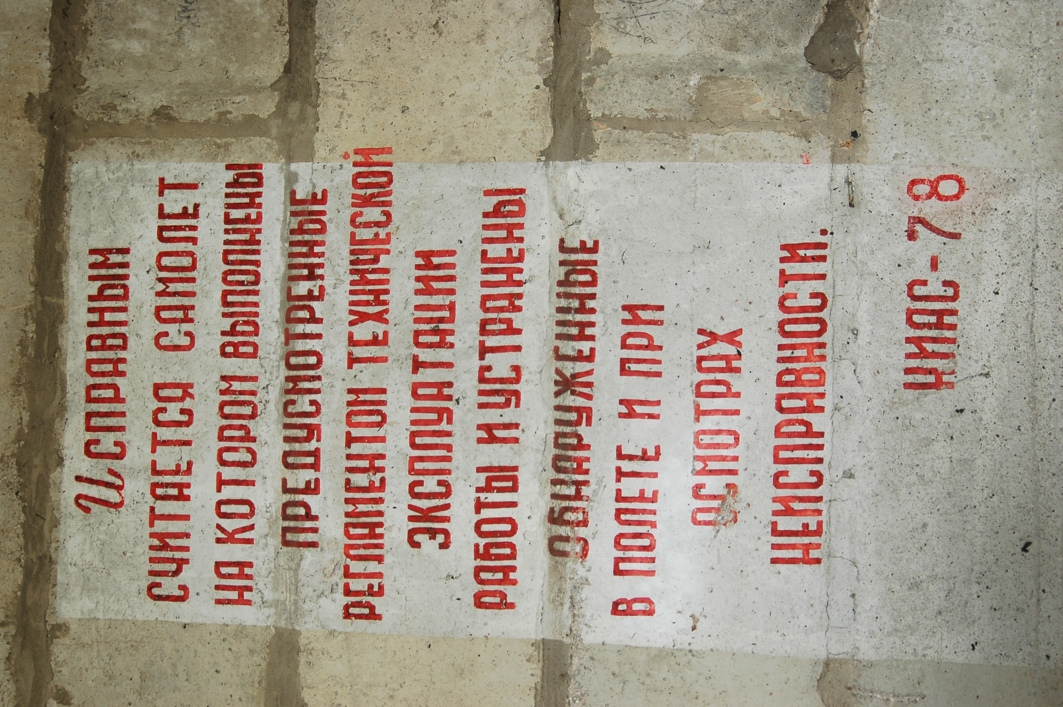 Исправным
СЧИТАЕТСЯ САМОЛЕТ
НА КОТОРОМ ВЫПОЛНЕНЫ
ПРЕДУСМОТРЕННЫЕ
РЕГЛАМЕНТОМ ТЕХНИЧЕСКОЙ
ЭКСПЛУАТАЦИИ
РАБОТЫ И УСТРАНЕНЫ
ОБНАРУЖЕННЫЕ
В ПОЛЕТЕ И ПРИ
ОСМОТРАХ
НЕИСПРАВНОСТИ.
НИАС-78